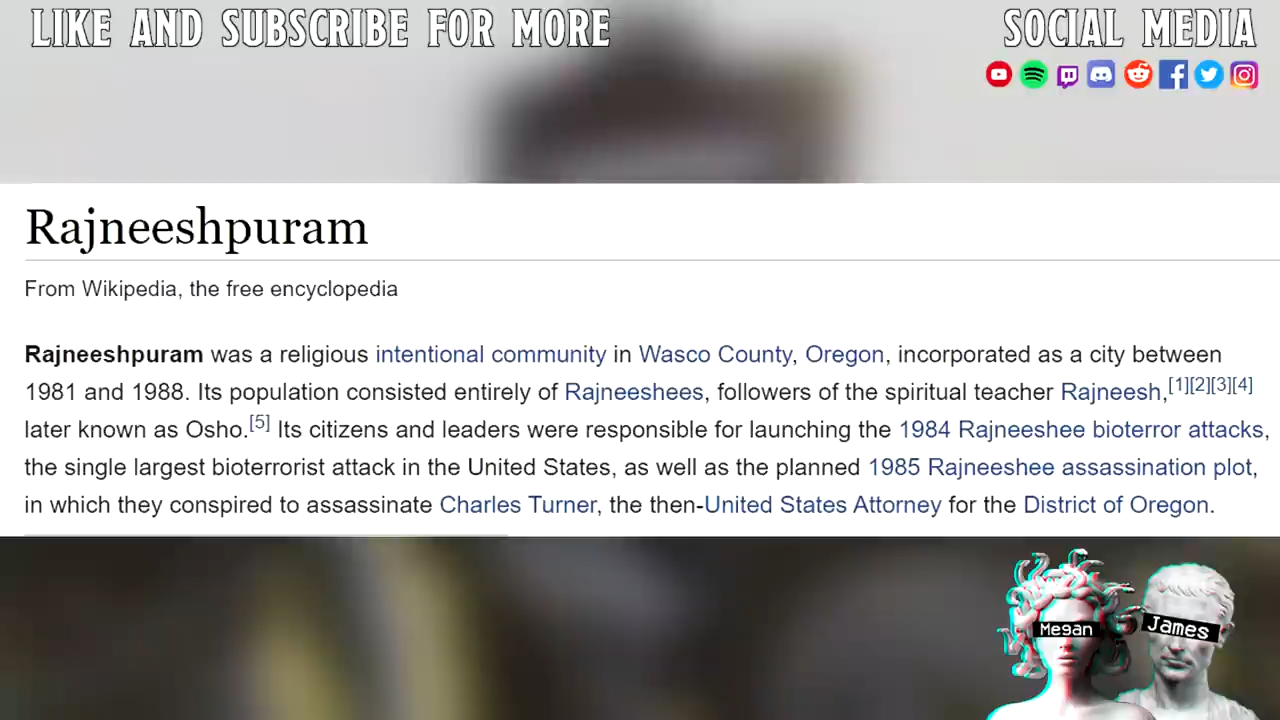 LIKE AND SUBSCRIBE FOR MORE
SOCIAL MEDIA
Rajneeshpuram
From Wikipedia, the free encyclopedia
Rajneeshpuram was a religious intentional community in Wasco County, Oregon, incorporated as a city between
1981 and 1988. Its population consisted entirely of Rajneeshees, followers of the spiritual teacher Rajneesh,[1][2][3][4]
later known as Osho.[5] Its citizens and leaders were responsible for launching the 1984 Rajneeshee bioterror attacks,
the single largest bioterrorist attack in the United States, as well as the planned 1985 Rajneeshee assassination plot,
in which they conspired to assassinate Charles Turner, the then-United States Attorney for the District of Oregon.
Megan
James